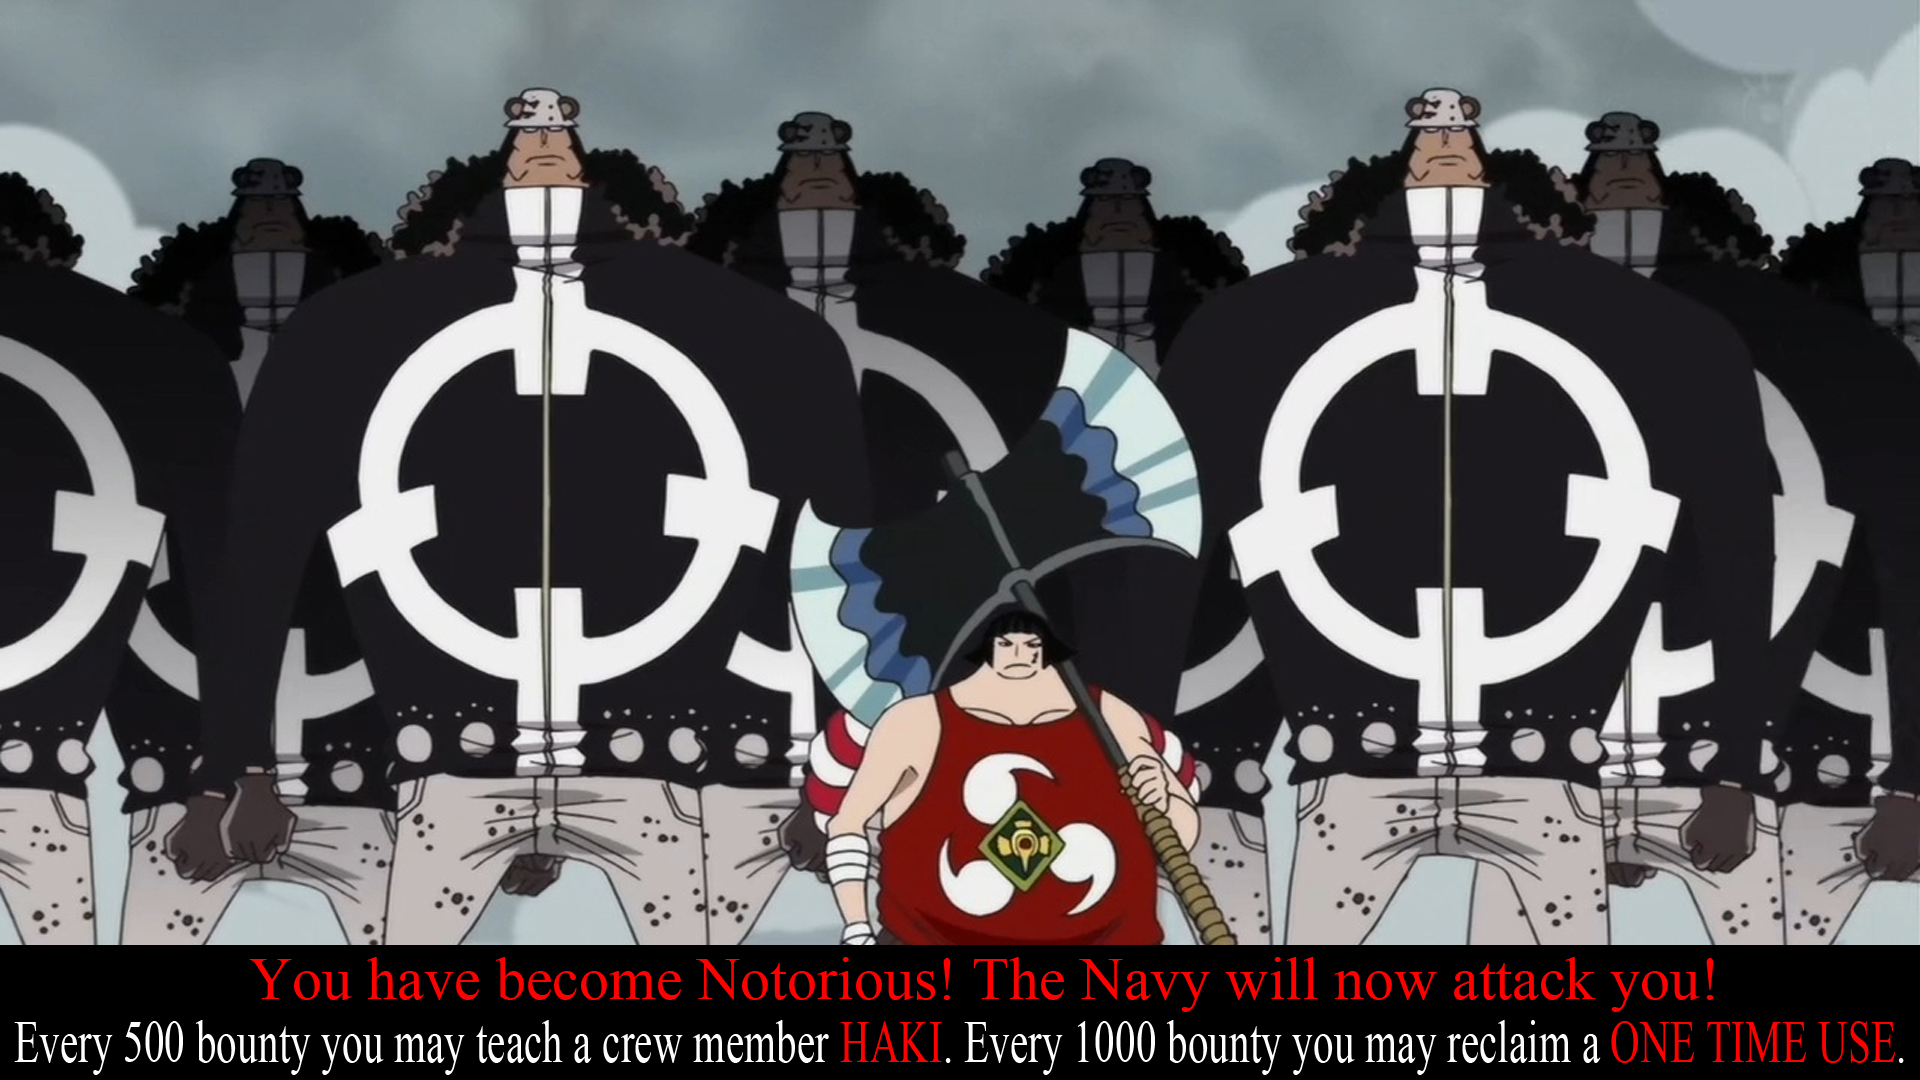 You have become Notorious! The Navy will now attack you!
Every 500 bounty you may teach a crew member HAKI. Every 1000 bounty you may reclaim a ONE TIME USE.